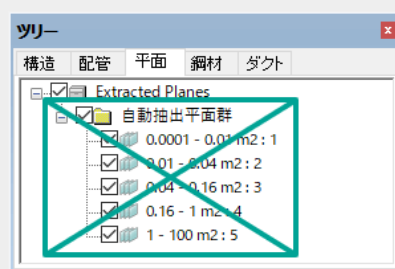 ツリー
構造 配管 平面 鋼材 ダクト
Extracted Planes
自動抽出平面群
0.0001 - 0.01 m2 : 1
0.01 - 0.04 m2 : 2
0.04 - 0.16 m2 : 3
0.16 - 1 m2 : 4
1 - 100 m2 : 5